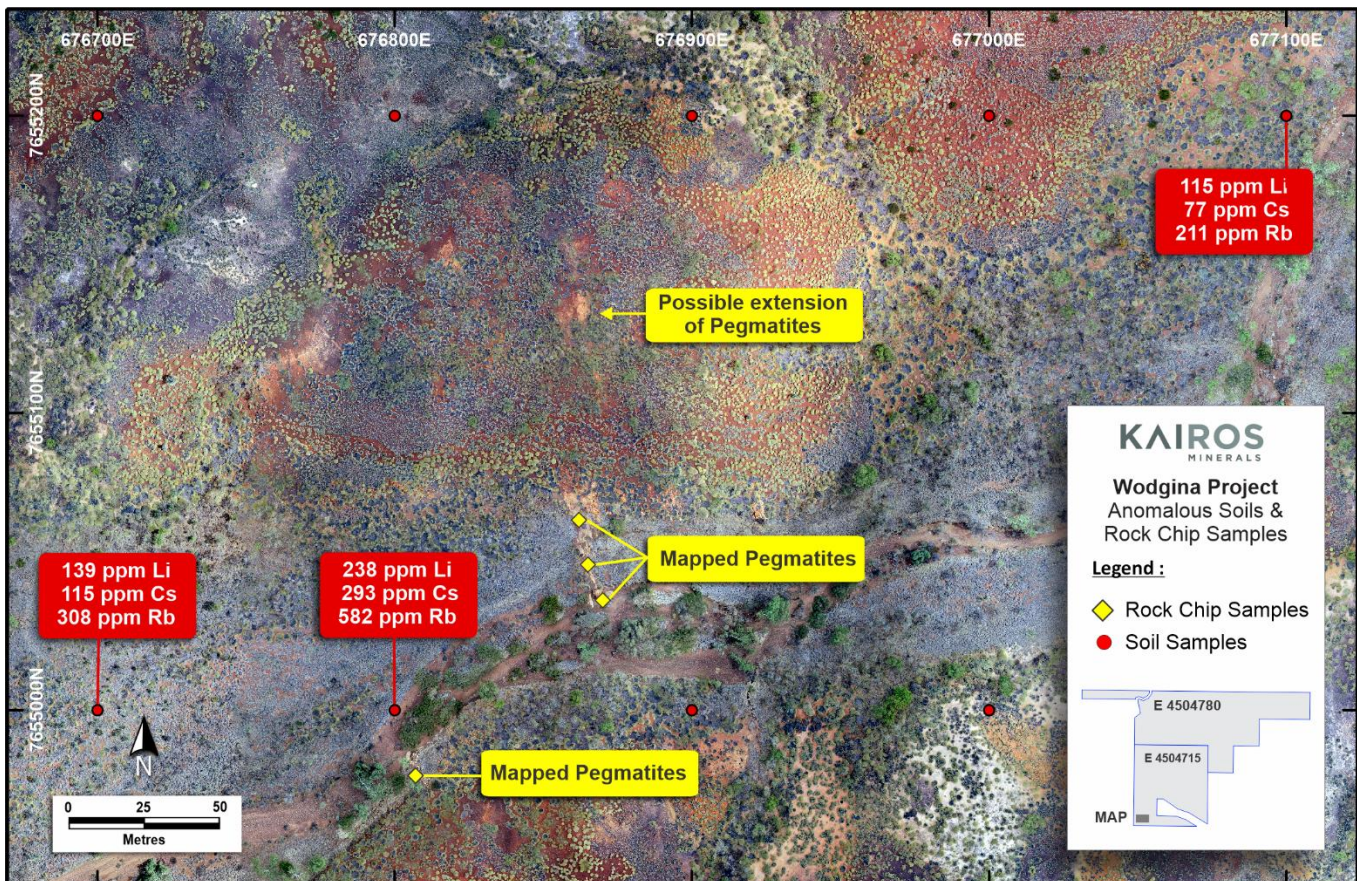 676700E
676800E
676900E
677000E
677100E
7655200N
115 ppm Li
77 ppm Cs
211 ppm Rb
Possible extension
of Pegmatites
7655100N
KAIROS
MINERALS
Wodgina Project
Anomalous Soils &
Rock Chip Samples
Legend :
Rock Chip Samples
Soil Samples
E 4504780
E 4504715
MAP
Mapped Pegmatites
139 ppm Li
115 ppm Cs
308 ppm Rb
238 ppm Li
293 ppm Cs
582 ppm Rb
7655000N
N
Mapped Pegmatites
0 25 50
Metres